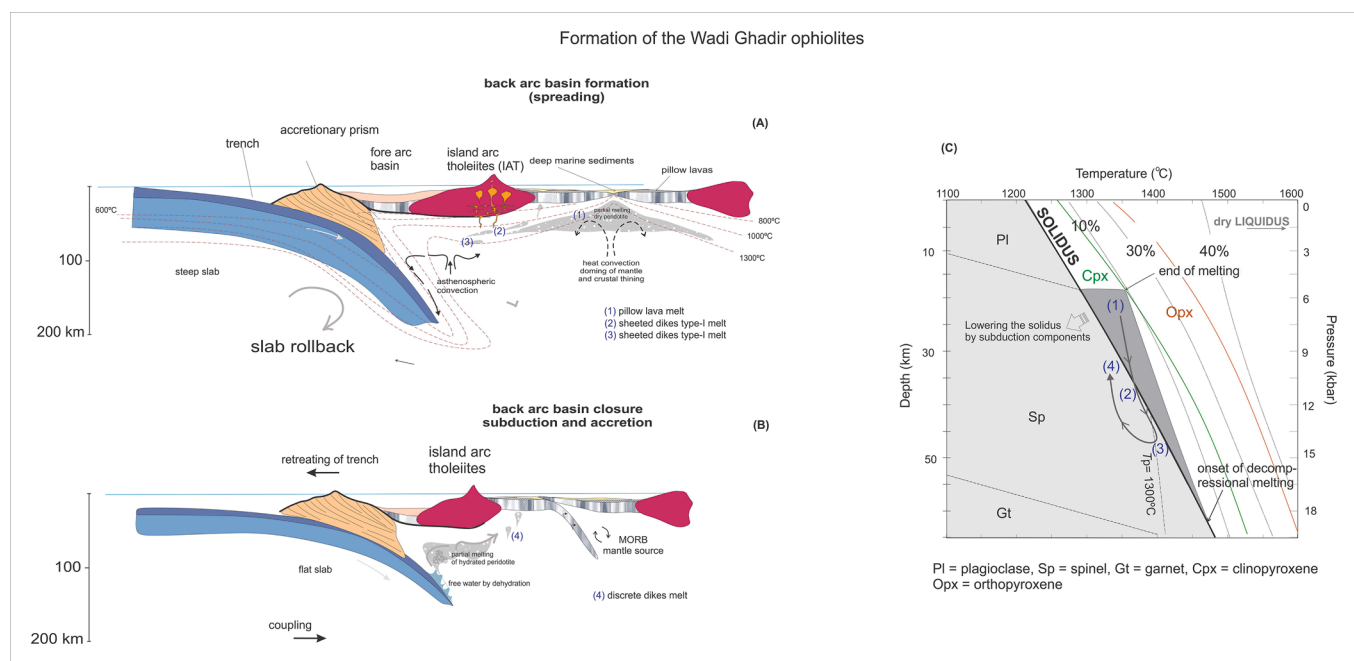 Formation of the Wadi Ghadir ophiolites
back arc basin formation
(spreading)
(A)
accretionary prism
trench
fore arc
basin
island arc
tholeiites (IAT)
deep marine sediments
pillow lavas
600ºC
100
200 km
steep slab
slab rollback
asthenospheric
convection
(1)
(2)
(3)
partial melting
dry peridotite
heat convection
doming of mantle
and crustal thining
800ºC
1000ºC
1300ºC
(1) pillow lava melt
(2) sheeted dikes type-I melt
(3) sheeted dikes type-I melt
back arc basin closure
subduction and accretion
(B)
retreating of trench
island arc
tholeiites
100
200 km
flat slab
coupling
partial melting
of hydrated peridotite
free water by dehydration
(4)
MORB
mantle source
(4) discrete dikes melt
(C)
Temperature (ºC)
1100
1200
1300
1400
1500
1600
SOLIDUS
10%
30%
40%
dry LIQUIDUS
Pl
Cpx
Opx
end of melting
(1)
Lowering the solidus
by subduction components
(4)
(2)
(3)
Sp
Gt
Tp= 1300ºC
onset of decomp-
ressional melting
Depth (km)
10
30
50
Pressure (kbar)
0
3
6
9
12
15
18
Pl = plagioclase, Sp = spinel, Gt = garnet, Cpx = clinopyroxene
Opx = orthopyroxene